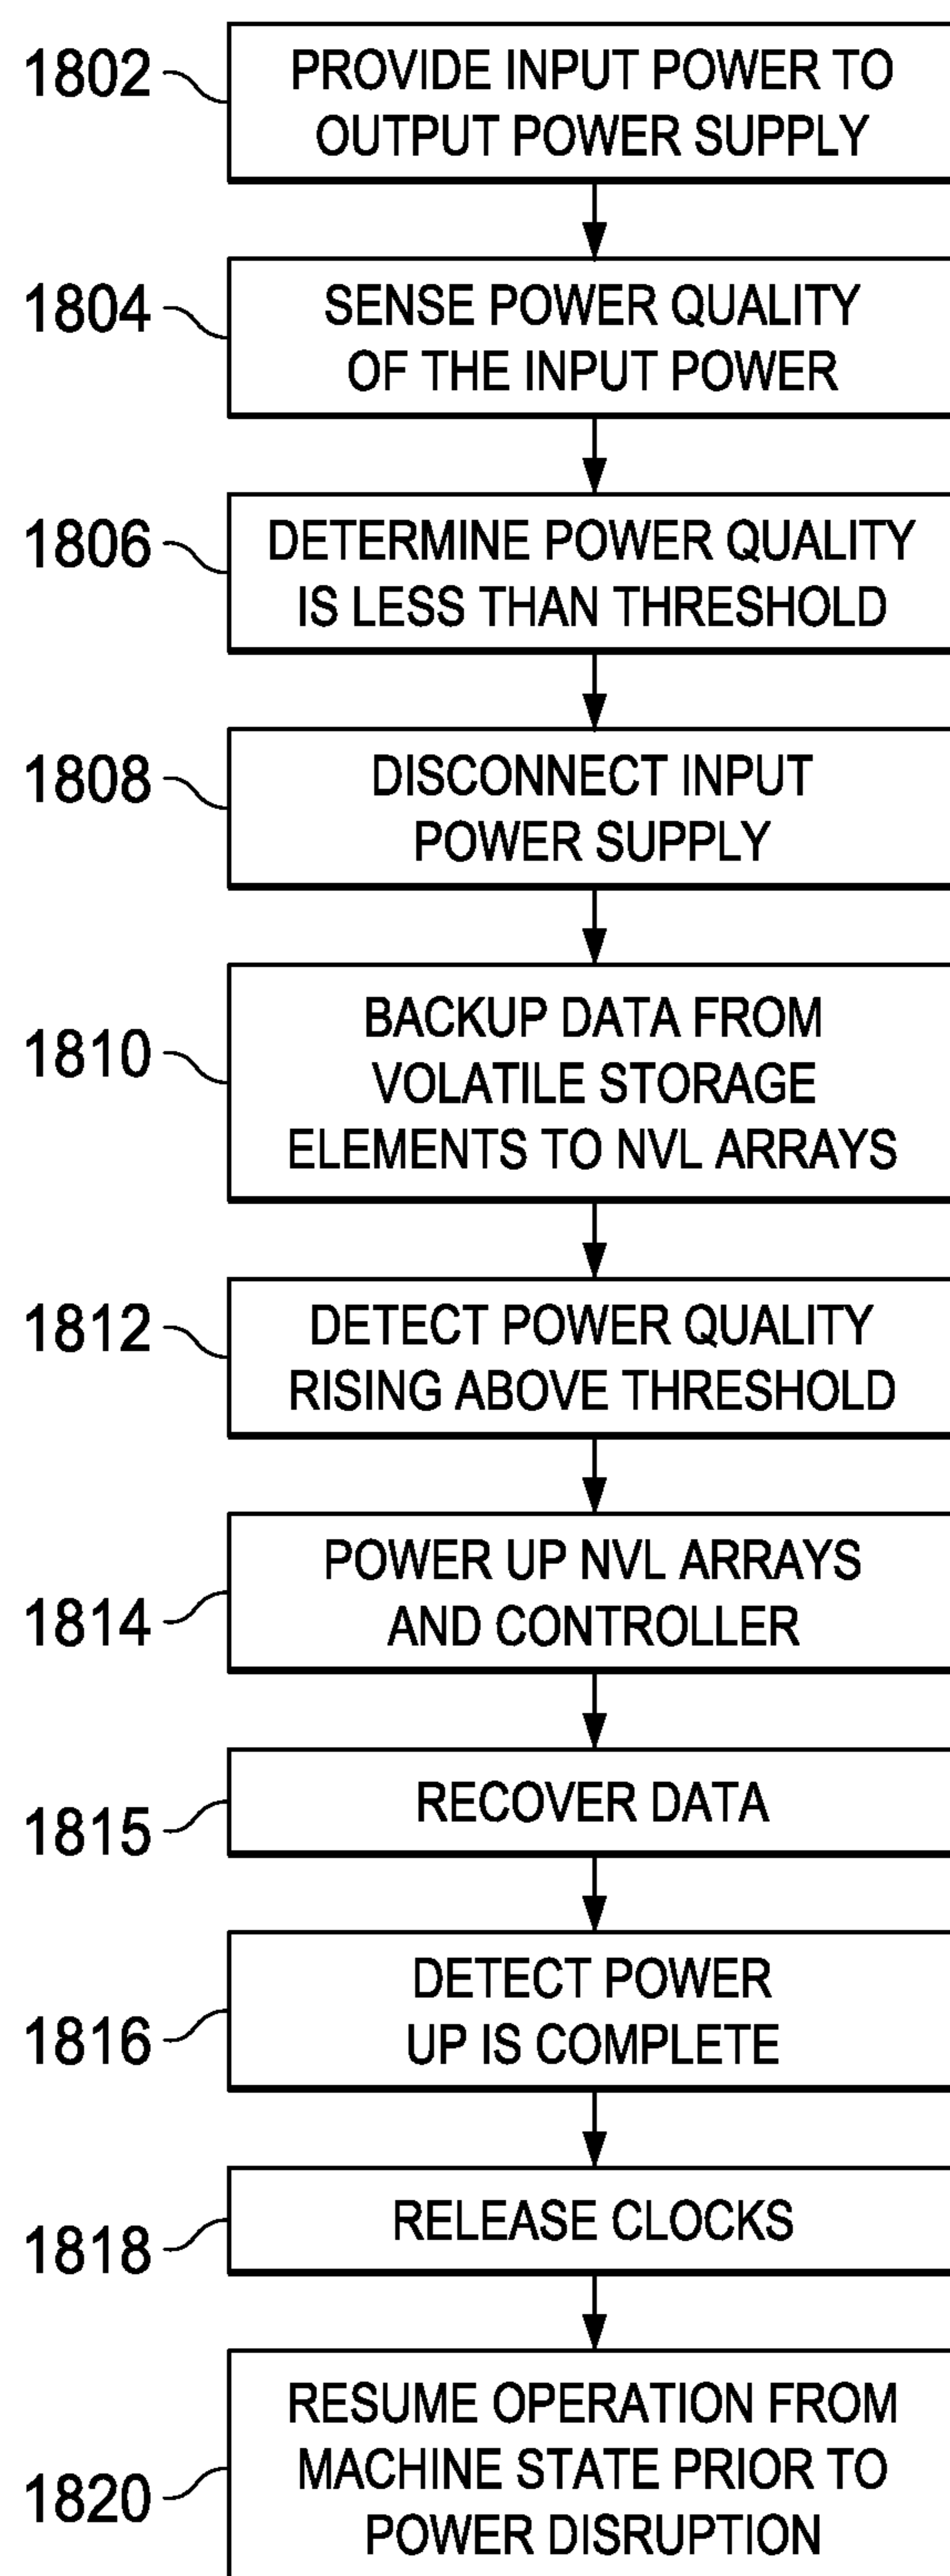 1802
PROVIDE INPUT POWER TO
OUTPUT POWER SUPPLY
1804
SENSE POWER QUALITY
OF THE INPUT POWER
1806
DETERMINE POWER QUALITY
IS LESS THAN THRESHOLD
1808
DISCONNECT INPUT
POWER SUPPLY
1810
BACKUP DATA FROM
VOLATILE STORAGE
ELEMENTS TO NVL ARRAYS
1812
DETECT POWER QUALITY
RISING ABOVE THRESHOLD
1814
POWER UP NVL ARRAYS
AND CONTROLLER
1815
RECOVER DATA
1816
DETECT POWER
UP IS COMPLETE
1818
RELEASE CLOCKS
1820
RESUME OPERATION FROM
MACHINE STATE PRIOR TO
POWER DISRUPTION